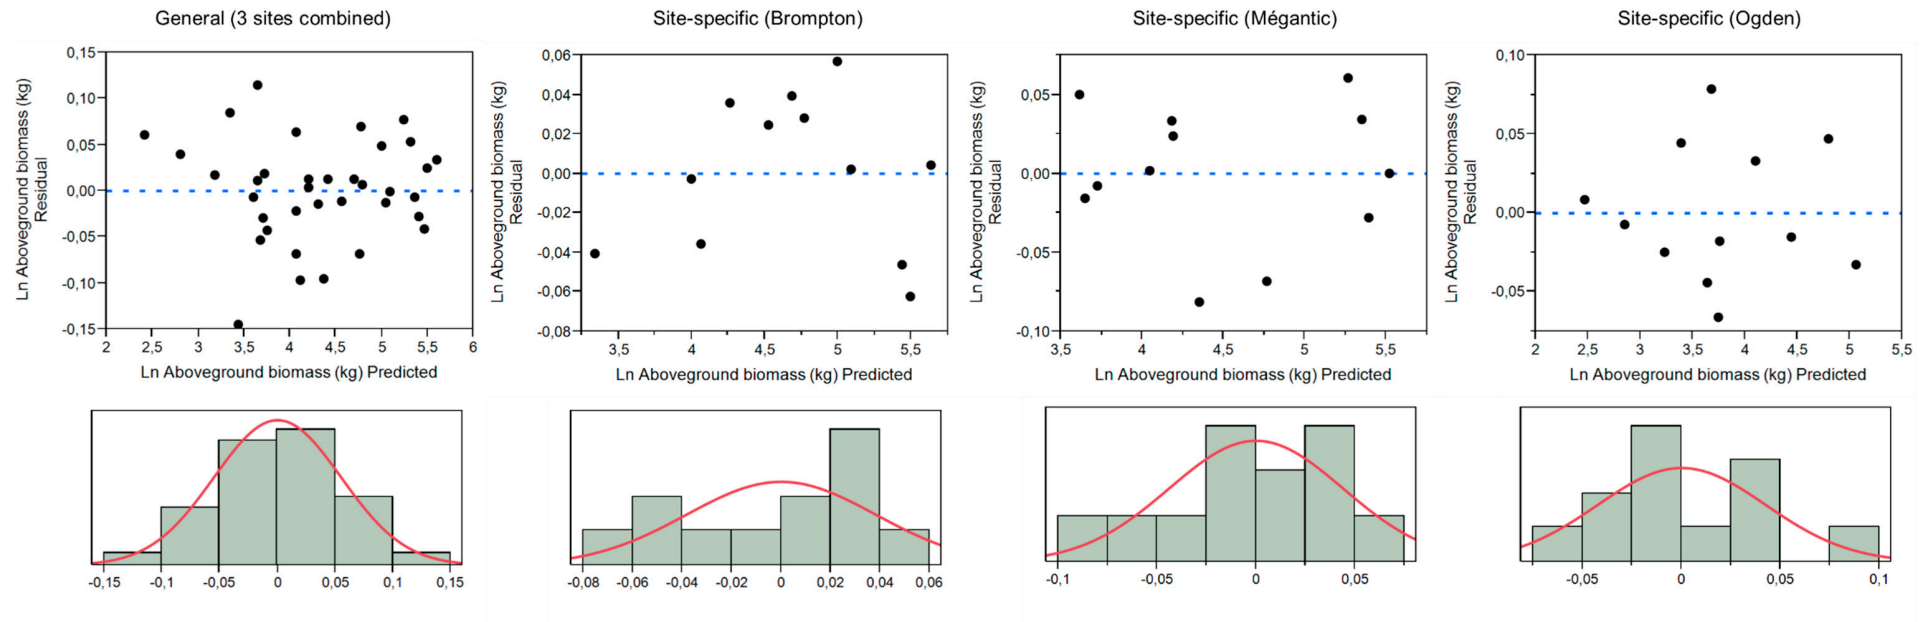 General (3 sites combined)
Site-specific (Brompton)
Site-specific (Mégantic)
Site-specific (Ogden)
Ln Aboveground biomass (kg)
Residual
0,15
0,10
0,05
0,00
-0,05
-0,10
-0,15
2 2,5 3 3,5 4 4,5 5 5,5 6
Ln Aboveground biomass (kg) Predicted
Ln Aboveground biomass (kg)
Residual
0,06
0,04
0,02
0,00
-0,02
-0,04
-0,06
-0,08
3,5 4 4,5 5 5,5
Ln Aboveground biomass (kg) Predicted
Ln Aboveground biomass (kg)
Residual
0,05
0,00
-0,05
-0,10
3,5 4 4,5 5 5,5
Ln Aboveground biomass (kg) Predicted
Ln Aboveground biomass (kg)
Residual
0,10
0,05
0,00
-0,05
2 2,5 3 3,5 4 4,5 5 5,5
Ln Aboveground biomass (kg) Predicted
-0,15 -0,1 -0,05 0 0,05 0,1 0,15
-0,08 -0,06 -0,04 -0,02 0 0,02 0,04 0,06
-0,1 -0,05 0 0,05
-0,05 0 0,05 0,1